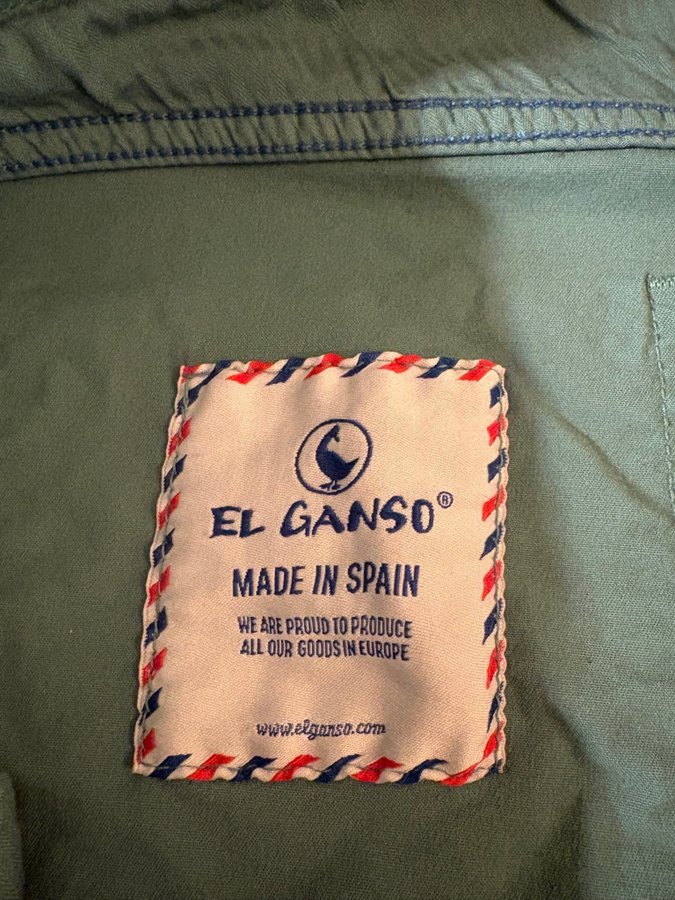 EL GANSO®
MADE IN SPAIN
WE ARE PROUD TO PRODUCE
ALL OUR GOODS IN EUROPE
www.elganso.com